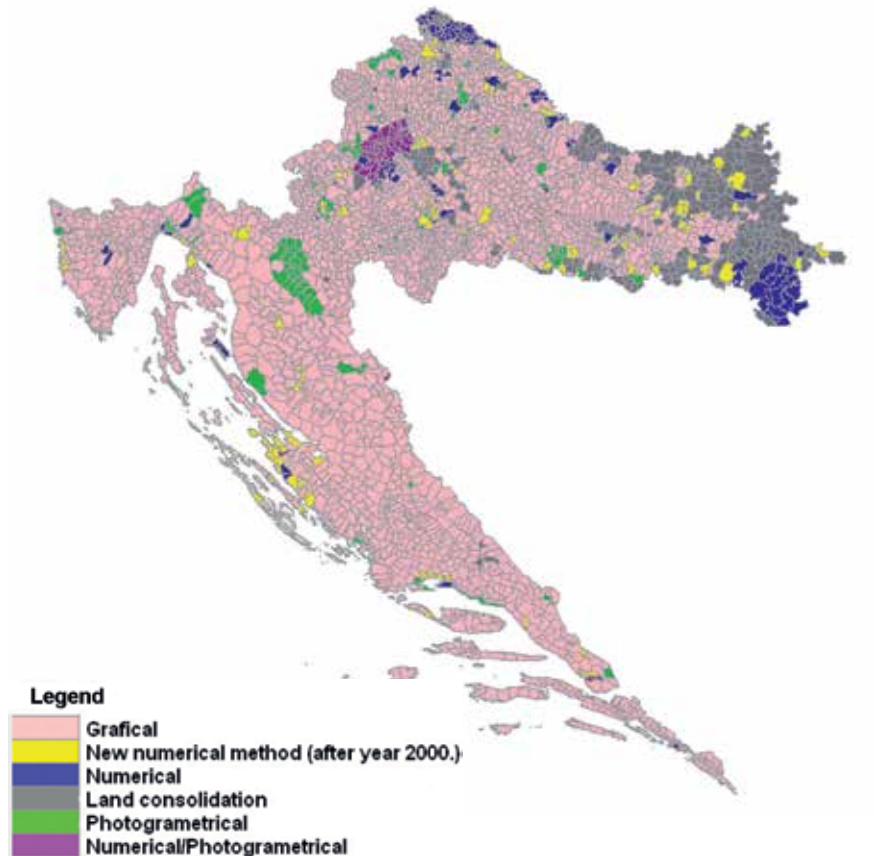 Legend
Grafical
New numerical method (after year 2000.)
Numerical
Land consolidation
Photogrametrical
Numerical/Photogrametrical